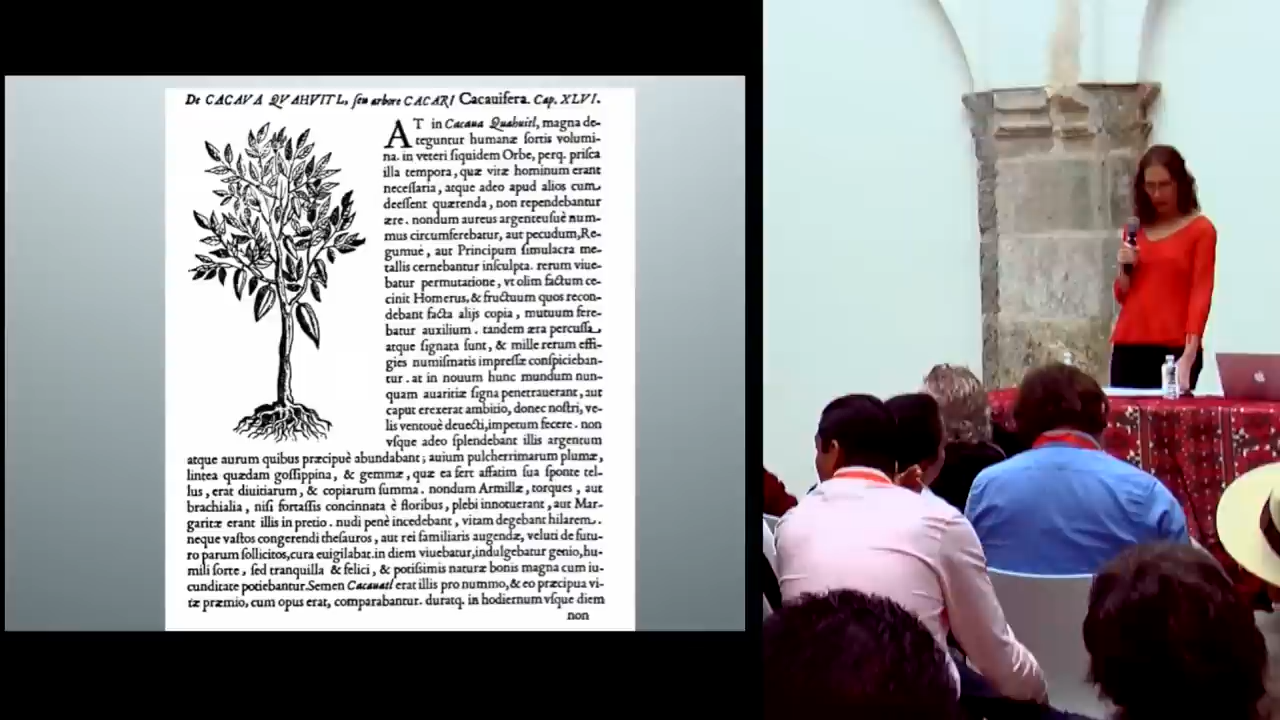 De CACAVA QVAHVITL, ſeu arbore CACARI Cacauifera. Cap. XLVI.
AT in Cacaua Quahuitl, magna de-
teguntur humanæ ſortis volumi-
na. in veteri ſiquidem Orbe, perq. priſca
illa tempora, quæ vitæ hominum erant
neceſſaria, atque adeo apud alios cum
deeſſent quærenda, non rependebantur
ære. nondum aureus argenteuſuè num-
mus circumferebatur, aut pecudum, Re-
gumuè, aut Principum ſimulacra me-
tallis cernebantur inſculpta. rerum viue-
batur permutatione, vt olim factum ce-
cinit Homerus, & fructuum quos recon-
debant facta alijs copia, mutuum fere-
batur auxilium. tandem æra percuſſa
atque ſignata ſunt, & mille rerum effi-
gies numiſmatis impreſſæ conſpicieban-
tur. at in nouum hunc mundum nun-
quam auaritiæ ſigna penetrauerant, aut
caput erexerat ambitio, donec noſtri, ve-
lis ventouè deuecti, impetum fecere. non
vſque adeo ſplendebant illis argentum
atque aurum quibus præcipuè abundabant; auium pulcherrimarum plumæ,
lintea quædam goſſippina, & gemmæ, quæ ea fert affatim ſua ſponte tel-
lus, erat diuitiarum, & copiarum ſumma. nondum Armillæ, torques, aut
brachialia, niſi fortaſſis concinnata è floribus, plebi innotuerant, aut Mar-
garitæ erant illis in pretio. nudi penè incedebant, vitam degebant hilarem.
neque vaſtos congerendi theſauros, aut rei familiaris augendæ, veluti de futu-
ro parum ſollicitos, cura euigilabat. in diem viuebatur, indulgebatur genio, hu-
mili ſorte, ſed tranquilla & felici, & potiſſimis naturæ bonis magna cum iu-
cunditate potiebantur. Semen Cacauatl erat illis pro nummo, & eo præcipua vi-
tæ præmio, cum opus erat, comparabantur. duratq. in hodiernum vſque diem
non